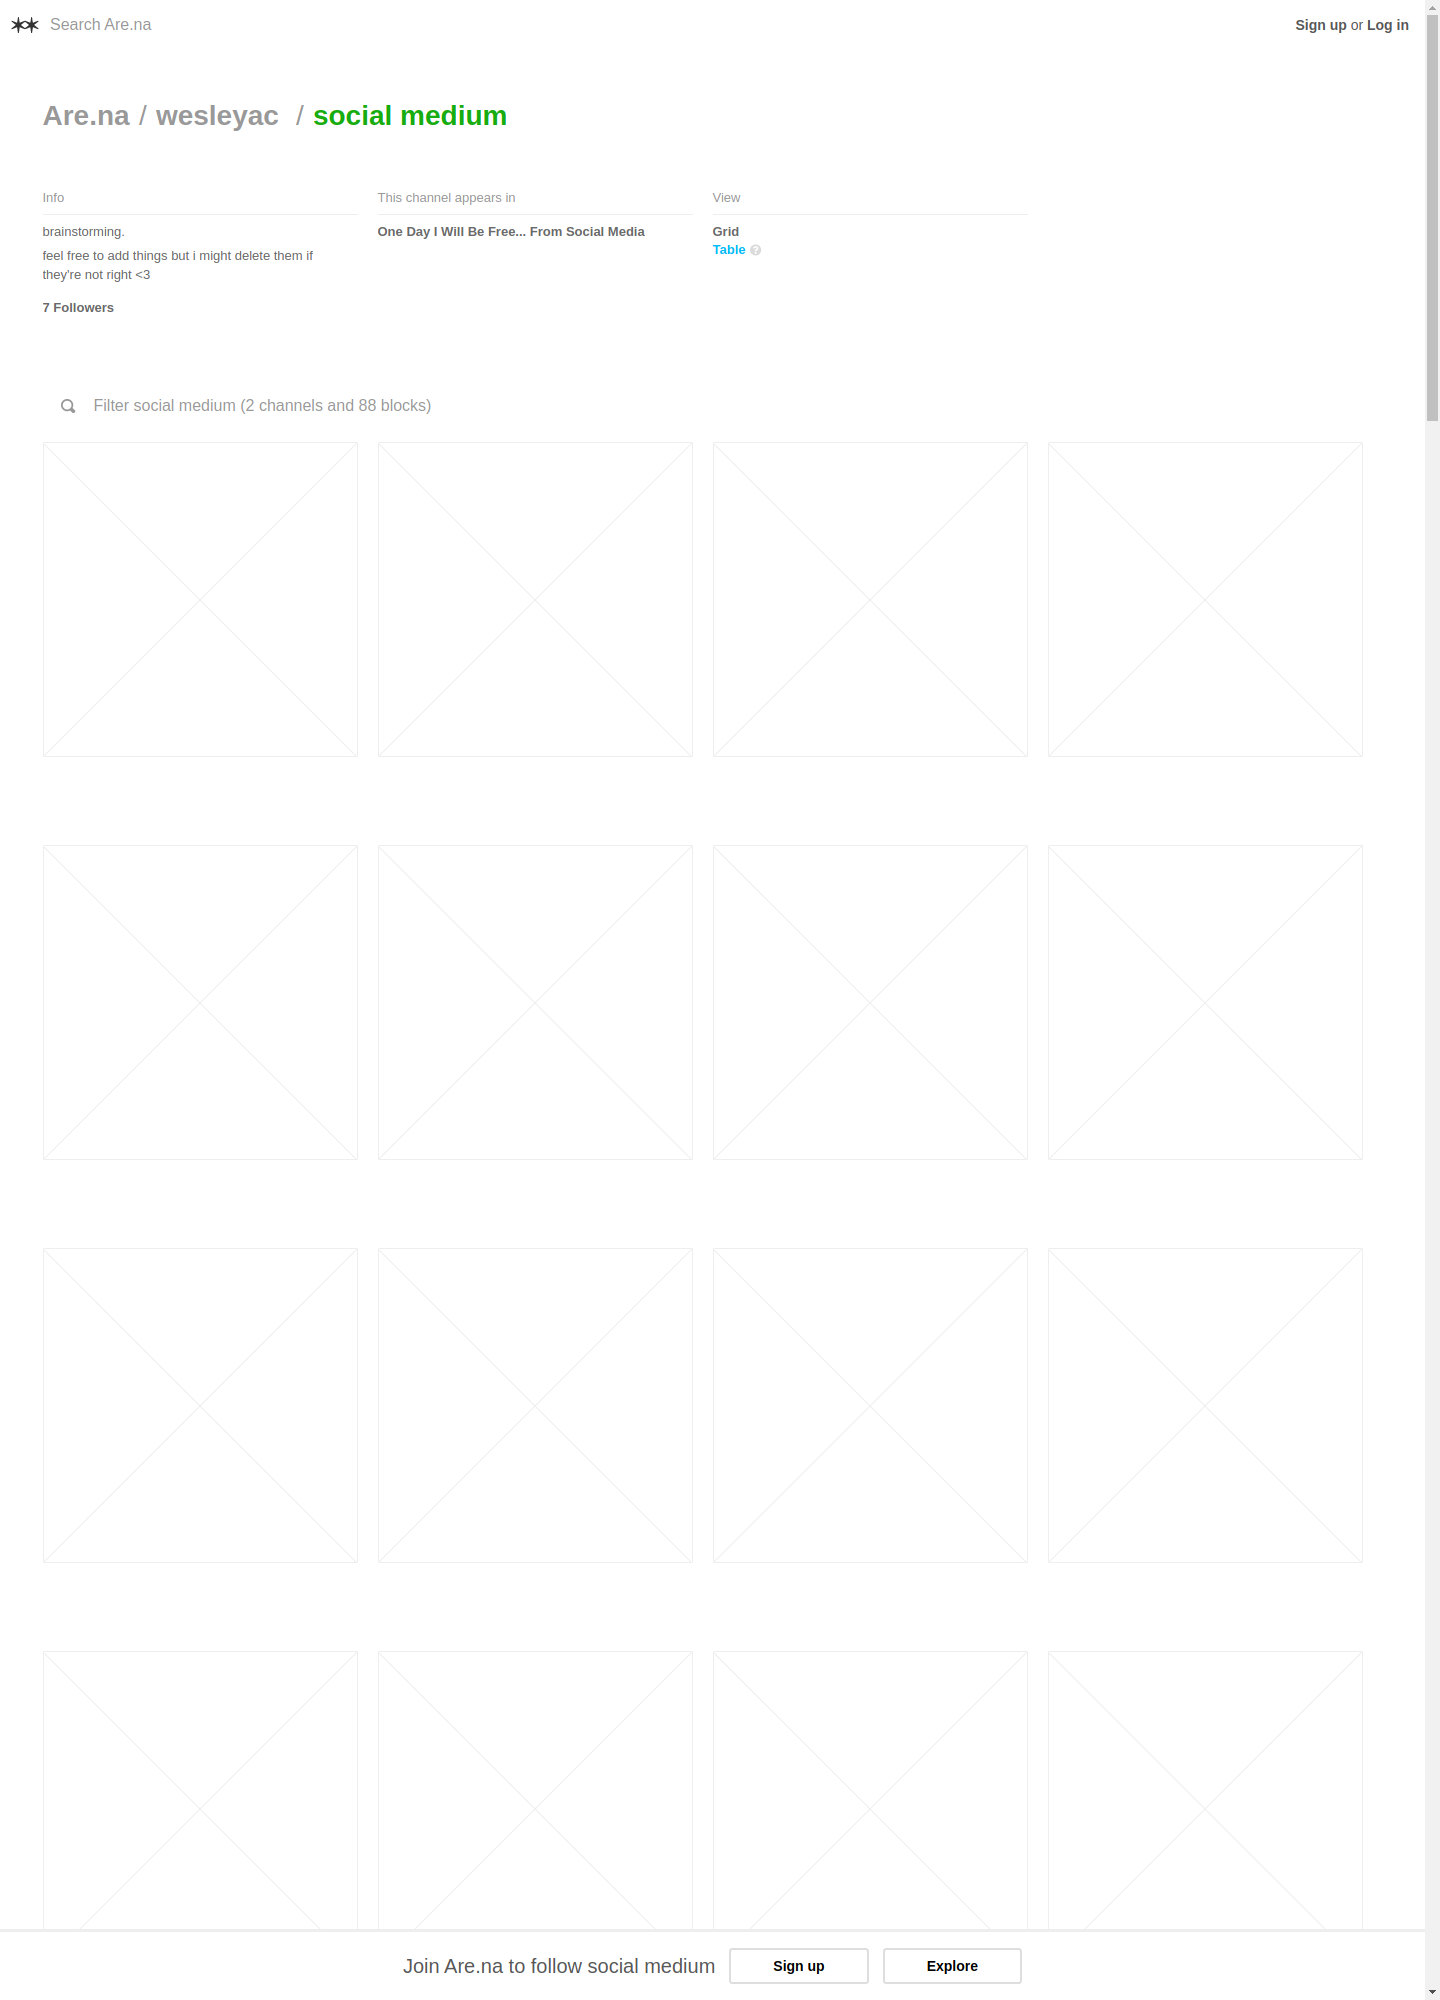 Search Are.na
Sign up or Log in
Are.na / wesleyac / social medium
Info
brainstorming.
feel free to add things but i might delete them if
they're not right <3
7 Followers
This channel appears in
One Day I Will Be Free... From Social Media
View
Grid
Table ?
Filter social medium (2 channels and 88 blocks)
Join Are.na to follow social medium
Sign up
Explore